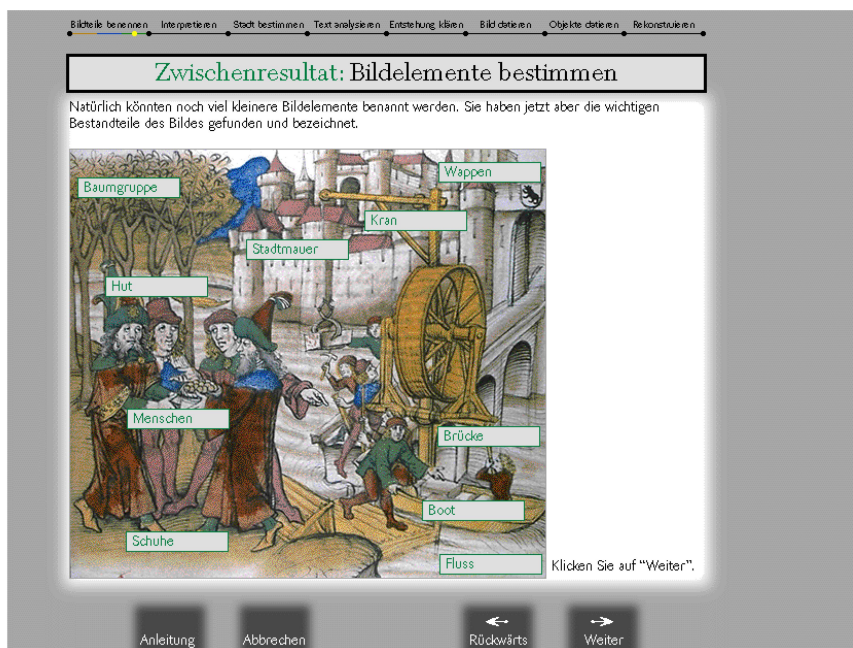 Bildteile benennen Interpretieren Stadt bestimmen Text analysieren Entstehung klären Bild datieren Objekte datieren Rekonstruieren
Zwischenresultat: Bildelemente bestimmen
Natürlich könnten noch viel kleinere Bildelemente benannt werden. Sie haben jetzt aber die wichtigen
Bestandteile des Bildes gefunden und bezeichnet.
Wappen
Baumgruppe
Kran
Stadtmauer
Hut
Menschen
Brücke
Boot
Schuhe
Fluss
Klicken Sie auf "Weiter".
Anleitung Abbrechen Rückwärts Weiter